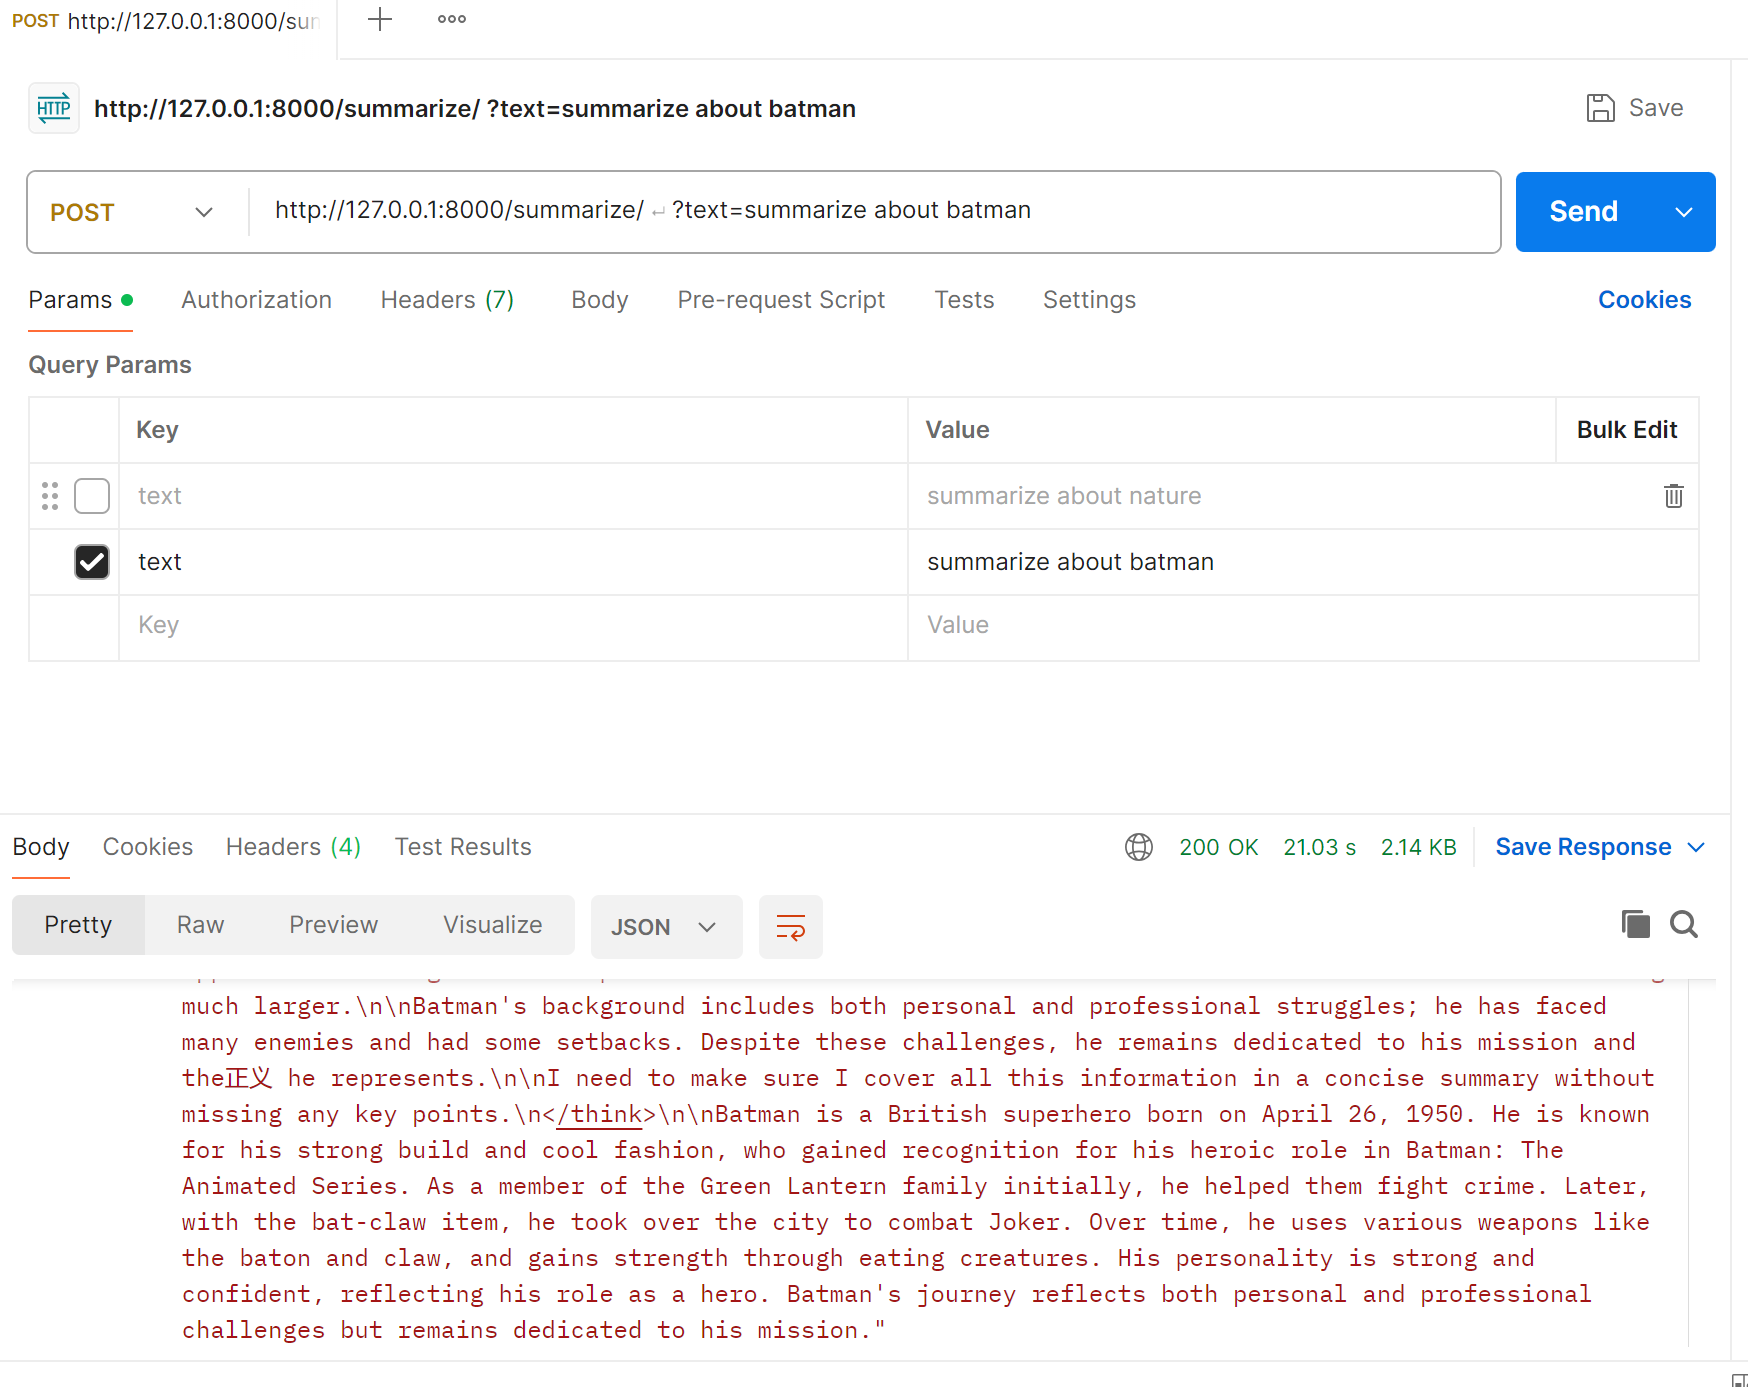 POST http://127.0.0.1:8000/sun
http://127.0.0.1:8000/summarize/ ?text=summarize about batman
Save
POST
http://127.0.0.1:8000/summarize/ ↵ ?text=summarize about batman
Send
Params Authorization Headers (7) Body Pre-request Script Tests Settings Cookies
Query Params
Key Value Bulk Edit
text summarize about nature
text summarize about batman
Key Value
Body Cookies Headers (4) Test Results 200 OK 21.03 s 2.14 KB Save Response
Pretty Raw Preview Visualize JSON
much larger.\n\nBatman's background includes both personal and professional struggles; he has faced
many enemies and had some setbacks. Despite these challenges, he remains dedicated to his mission and
the正义 he represents.\n\nI need to make sure I cover all this information in a concise summary without
missing any key points.\n</think>\n\nBatman is a British superhero born on April 26, 1950. He is known
for his strong build and cool fashion, who gained recognition for his heroic role in Batman: The
Animated Series. As a member of the Green Lantern family initially, he helped them fight crime. Later,
with the bat-claw item, he took over the city to combat Joker. Over time, he uses various weapons like
the baton and claw, and gains strength through eating creatures. His personality is strong and
confident, reflecting his role as a hero. Batman's journey reflects both personal and professional
challenges but remains dedicated to his mission."